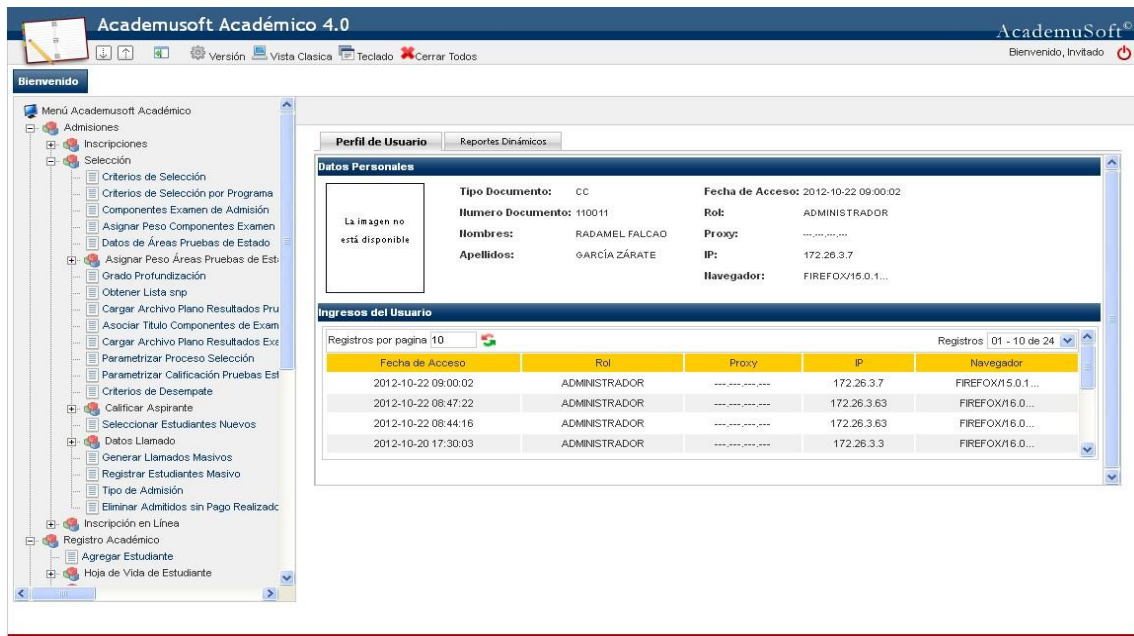 Academusoft Académico 4.0
AcademuSoft©
Versión Vista Clasica Teclado Cerrar Todos
Bienvenido, Invitado
Bienvenido
Menú Academusoft Académico
Admisiones
Inscripciones
Selección
Criterios de Selección
Criterios de Selección por Programa
Componentes Examen de Admisión
Asignar Peso Componentes Examen
Datos de Áreas Pruebas de Estado
Asignar Peso Áreas Pruebas de Est
Grado Profundización
Obtener Lista snp
Cargar Archivo Plano Resultados Pru
Asociar Titulo Componentes de Exam
Cargar Archivo Plano Resultados Exa
Parametrizar Proceso Selección
Parametrizar Calificación Pruebas Est
Criterios de Desempate
Calificar Aspirante
Seleccionar Estudiantes Nuevos
Datos Llamado
Generar Llamados Masivos
Registrar Estudiantes Masivo
Tipo de Admisión
Eliminar Admitidos sin Pago Realizado
Inscripción en Línea
Registro Académico
Agregar Estudiante
Hoja de Vida de Estudiante
Perfil de Usuario Reportes Dinámicos
Datos Personales
La imagen no
está disponible
Tipo Documento: CC Fecha de Acceso: 2012-10-22 09:00:02
Numero Documento: 110011 Rol: ADMINISTRADOR
Nombres: RADAMEL FALCAO Proxy: ---.---.---.---
Apellidos: GARCÍA ZÁRATE IP: 172.26.3.7
Navegador: FIREFOX/15.0.1...
Ingresos del Usuario
Registros por pagina 10 Registros 01 - 10 de 24
Fecha de Acceso Rol Proxy IP Navegador
2012-10-22 09:00:02 ADMINISTRADOR ---.---.---.--- 172.26.3.7 FIREFOX/15.0.1...
2012-10-22 08:47:22 ADMINISTRADOR ---.---.---.--- 172.26.3.63 FIREFOX/16.0...
2012-10-22 08:44:16 ADMINISTRADOR ---.---.---.--- 172.26.3.63 FIREFOX/16.0...
2012-10-20 17:30:03 ADMINISTRADOR ---.---.---.--- 172.26.3.3 FIREFOX/16.0...